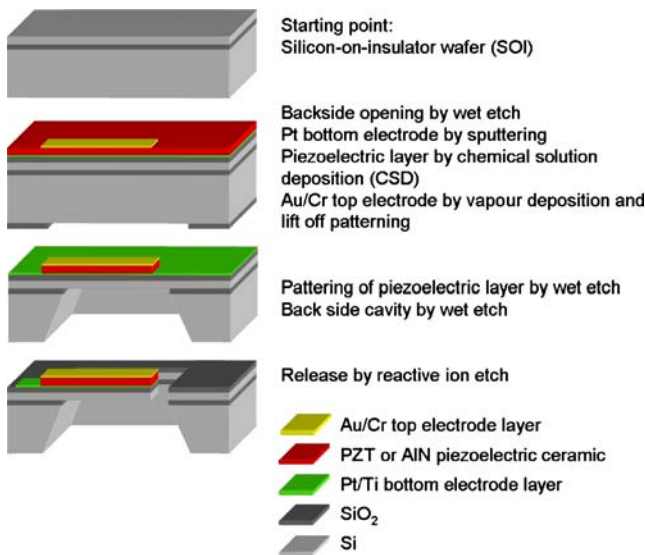 Starting point:
Silicon-on-insulator wafer (SOI)
Backside opening by wet etch
Pt bottom electrode by sputtering
Piezoelectric layer by chemical solution
deposition (CSD)
Au/Cr top electrode by vapour deposition and
lift off patterning
Pattering of piezoelectric layer by wet etch
Back side cavity by wet etch
Release by reactive ion etch
Au/Cr top electrode layer
PZT or AlN piezoelectric ceramic
Pt/Ti bottom electrode layer
SiO₂
Si